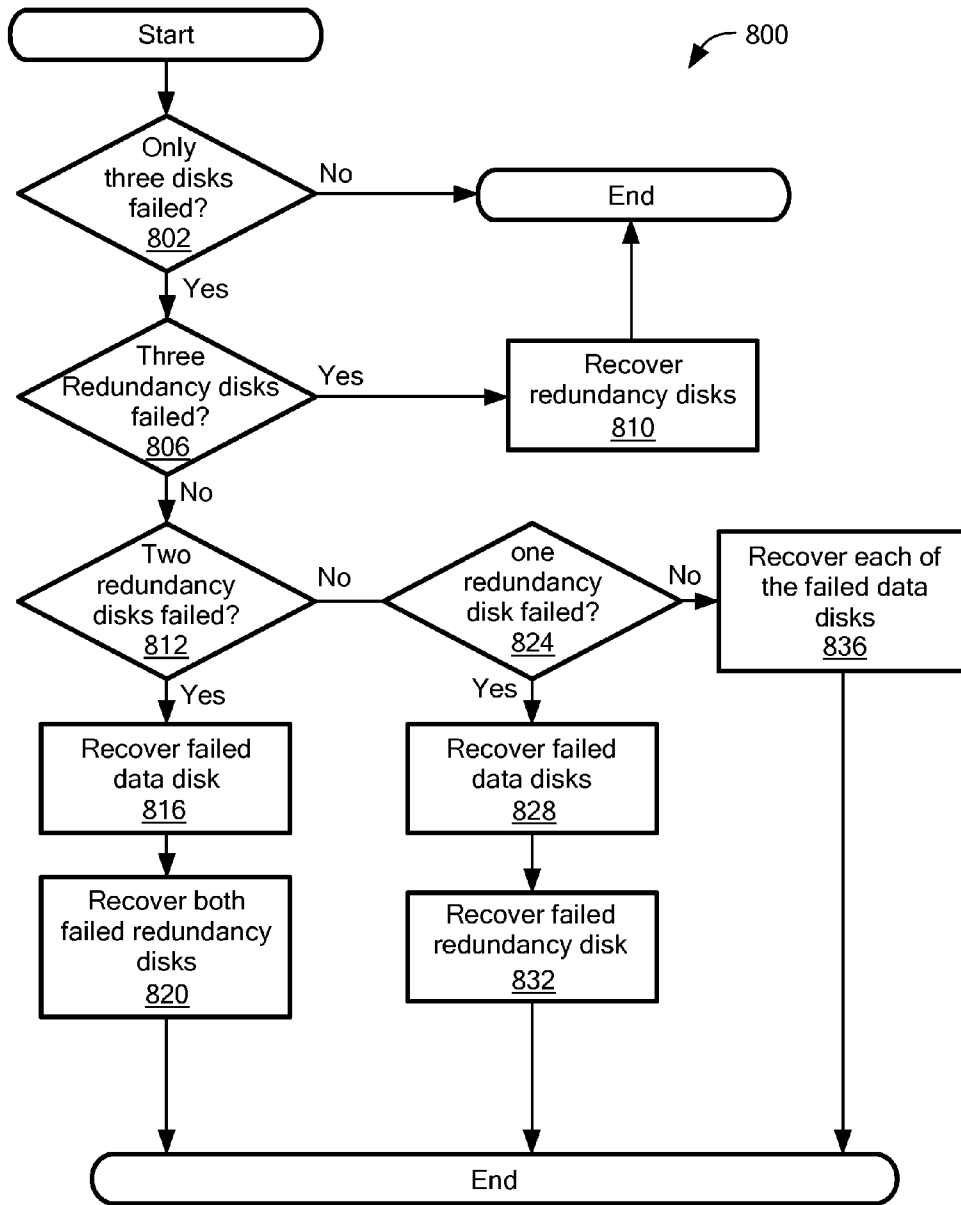 Start
800
Only
three disks
failed?
802
No
End
Yes
Three
Redundancy disks
failed?
806
Yes
Recover
redundancy disks
810
No
Two
redundancy
disks failed?
812
No
one
redundancy
disk failed?
824
No
Recover each of
the failed data
disks
836
Yes
Yes
Recover failed
data disk
816
Recover failed
data disks
828
Recover both
failed redundancy
disks
820
Recover failed
redundancy disk
832
End